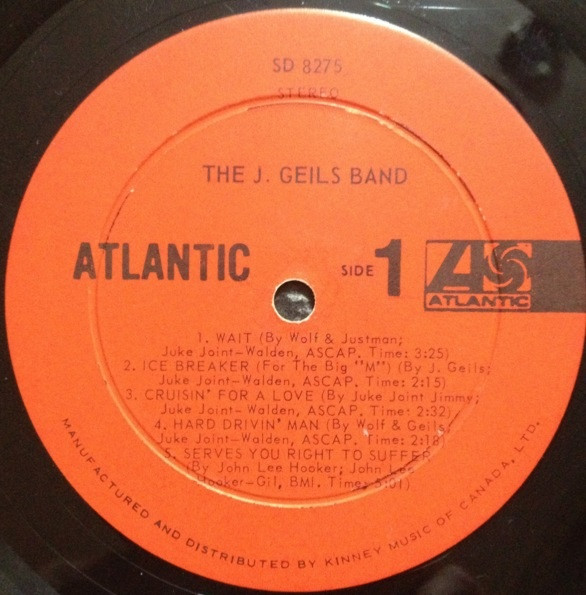 SD 8275
STEREO
THE J. GEILS BAND
ATLANTIC
SIDE 1
ATLANTIC
1. WAIT (By Wolf & Justman;
Juke Joint-Walden, ASCAP. Time: 3:25)
2. ICE BREAKER (For The Big "M") (By J. Geils;
Juke Joint-Walden, ASCAP. Time: 2:15)
3. CRUISIN' FOR A LOVE (By Juke Joint Jimmy;
Juke Joint-Walden, ASCAP. Time: 2:32)
4. HARD DRIVIN' MAN (By Wolf & Geils;
Juke Joint-Walden, ASCAP. Time: 2:18)
5. SERVES YOU RIGHT TO SUFFER
(By John Lee Hooker; John Lee
Hooker-Gil, BMI. Time: 5:01)
MANUFACTURED AND DISTRIBUTED BY KINNEY MUSIC OF CANADA, LTD.